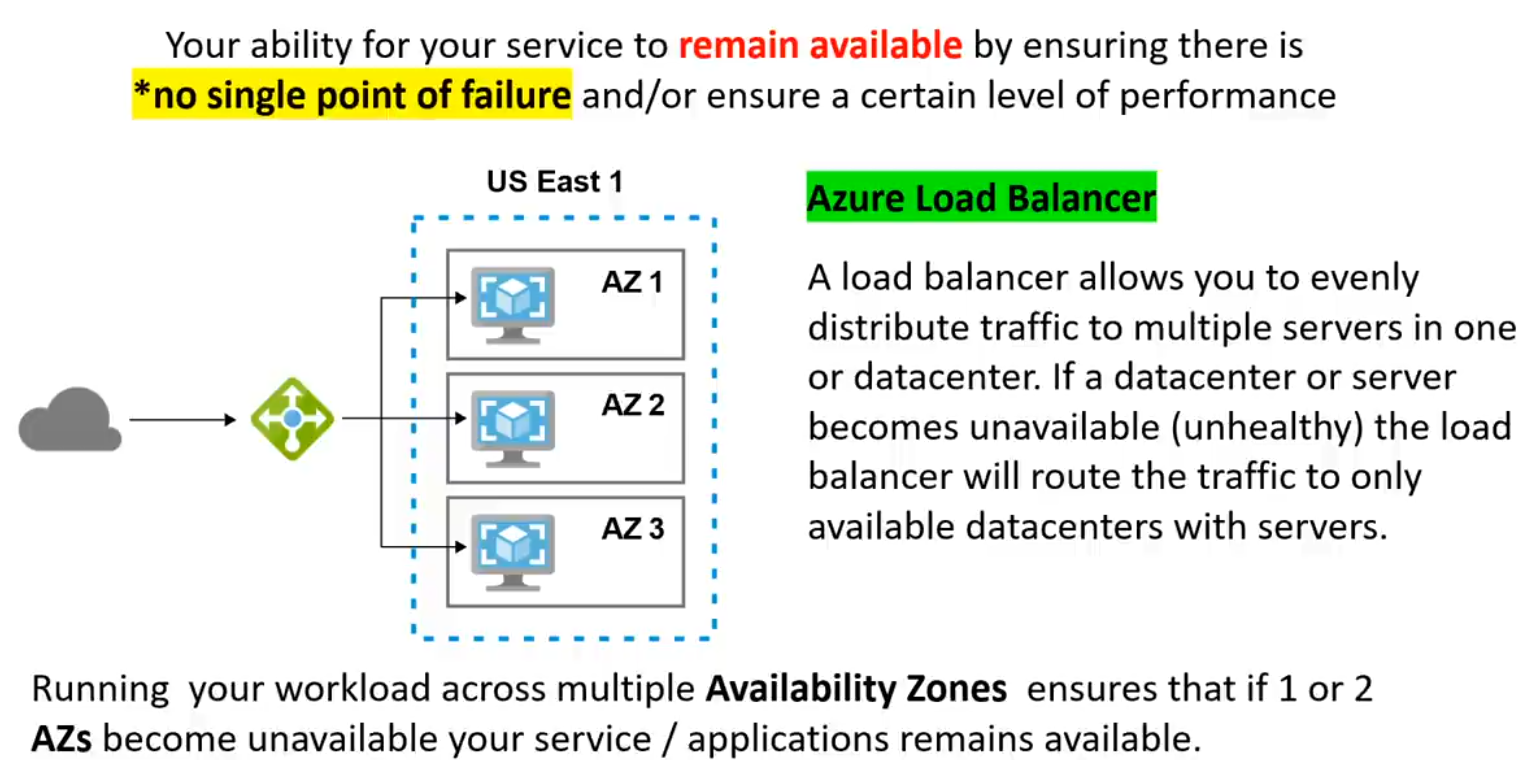 Your ability for your service to remain available by ensuring there is
*no single point of failure and/or ensure a certain level of performance
US East 1
AZ 1
AZ 2
AZ 3
Azure Load Balancer
A load balancer allows you to evenly
distribute traffic to multiple servers in one
or datacenter. If a datacenter or server
becomes unavailable (unhealthy) the load
balancer will route the traffic to only
available datacenters with servers.
Running your workload across multiple Availability Zones ensures that if 1 or 2
AZs become unavailable your service / applications remains available.